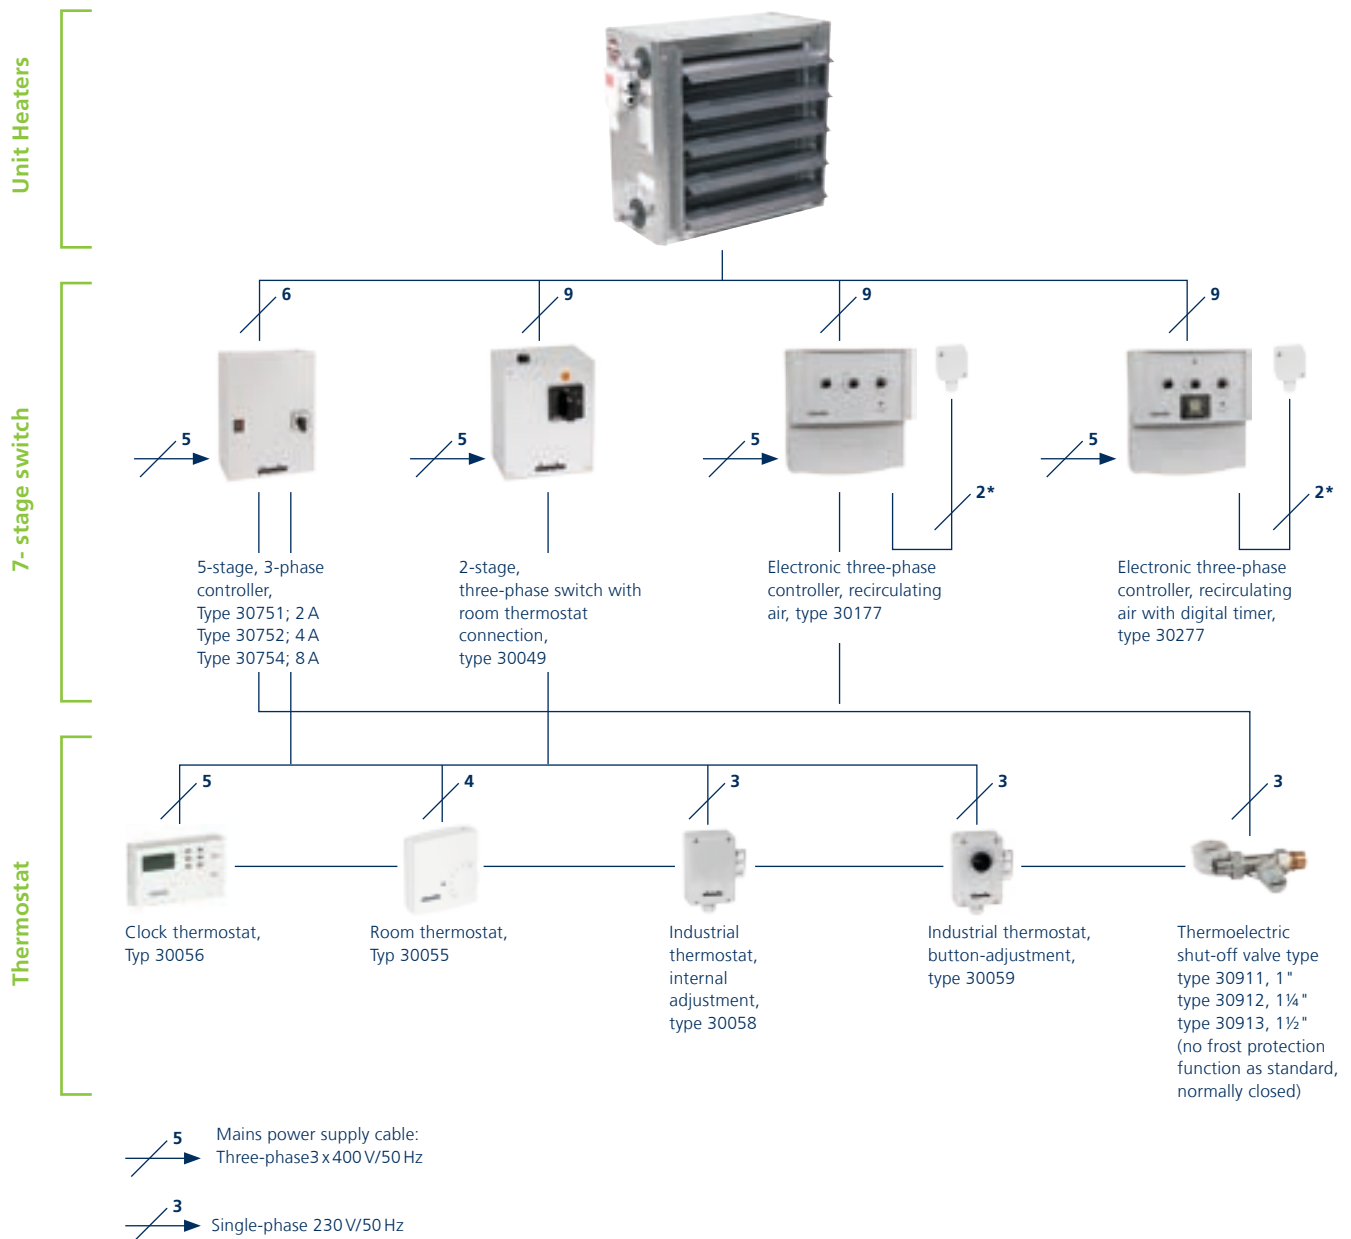 Unit Heaters
6
9
9
9
7- stage switch
5
5
5
5
2*
2*
5-stage, 3-phase
controller,
Type 30751; 2 A
Type 30752; 4 A
Type 30754; 8 A
2-stage,
three-phase switch with
room thermostat
connection,
type 30049
Electronic three-phase
controller, recirculating
air, type 30177
Electronic three-phase
controller, recirculating
air with digital timer,
type 30277
Thermostat
5
4
3
3
3
Clock thermostat,
Typ 30056
Room thermostat,
Typ 30055
Industrial
thermostat,
internal
adjustment,
type 30058
Industrial thermostat,
button-adjustment,
type 30059
Thermoelectric
shut-off valve type
type 30911, 1"
type 30912, 1¼"
type 30913, 1½"
(no frost protection
function as standard,
normally closed)
5
Mains power supply cable:
Three-phase3 x 400 V/50 Hz
3
Single-phase 230 V/50 Hz